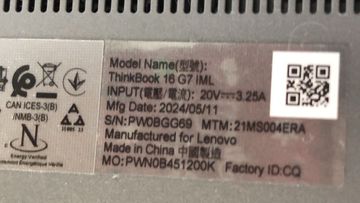 Model Name(型號):
ThinkBook 16 G7 IML
INPUT(電壓/電流): 20V⎓3.25A
Mfg Date: 2024/05/11
S/N: PW0BGG69 MTM: 21MS004ERA
Manufactured for Lenovo
Made in China 中國製造
MO:PWN0B451200K Factory ID:CQ
CAN ICES-3(B)
/NMB-3(B)
N
Energy Verified